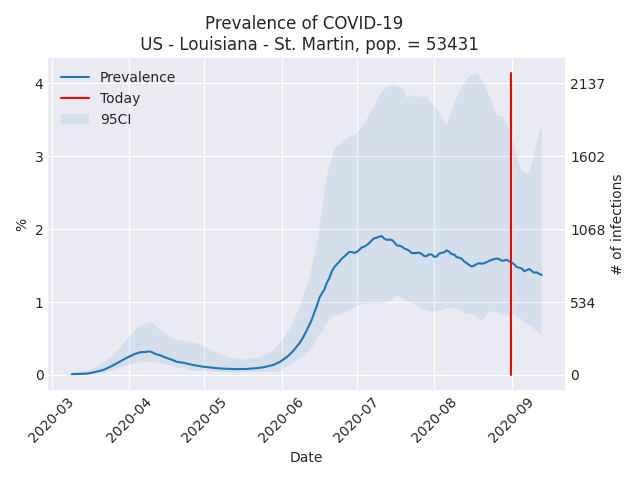 Prevalence of COVID-19
US - Louisiana - St. Martin, pop. = 53431
Prevalence
Today
95CI
4
3
2
1
0
%
2137
1602
1068
534
0
# of infections
2020-03
2020-04
2020-05
2020-06
2020-07
2020-08
2020-09
Date